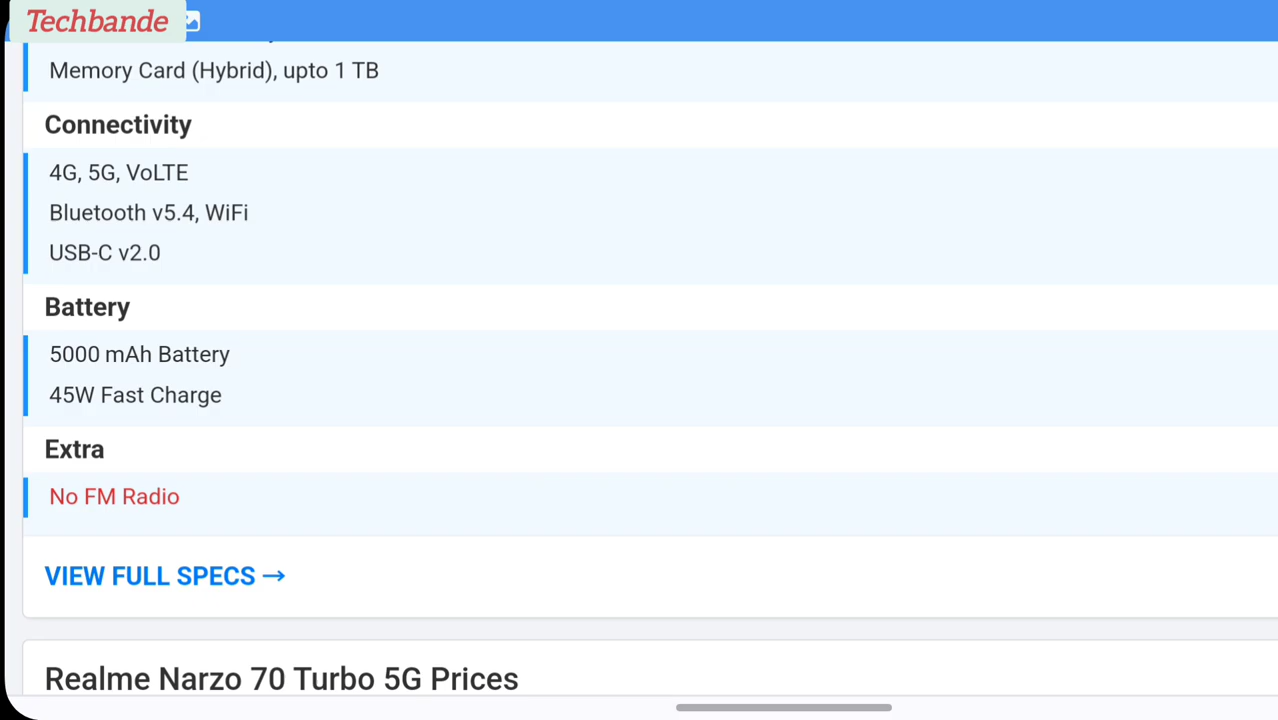 Techbande
Memory Card (Hybrid), upto 1 TB
Connectivity
4G, 5G, VoLTE
Bluetooth v5.4, WiFi
USB-C v2.0
Battery
5000 mAh Battery
45W Fast Charge
Extra
No FM Radio
VIEW FULL SPECS →
Realme Narzo 70 Turbo 5G Prices